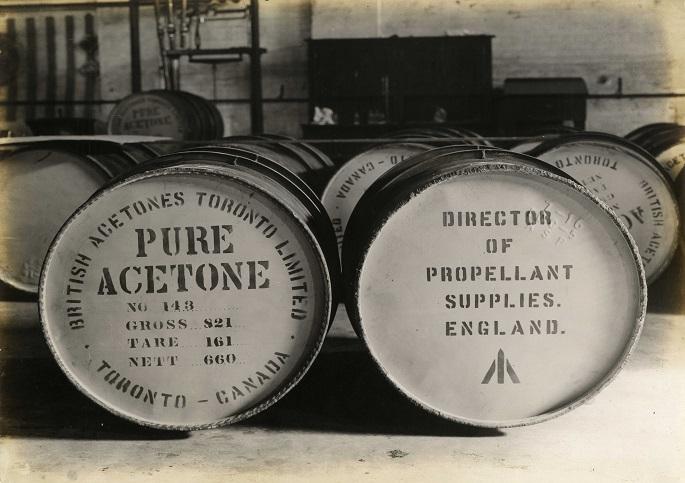 BRITISH ACETONES TORONTO LIMITED
PURE
ACETONE
NO 143
GROSS 821
TARE 161
NETT 660
· TORONTO - CANADA ·
DIRECTOR
OF
PROPELLANT
SUPPLIES.
ENGLAND.
PURE
ACETONE
- CANADA
TORONTO
BRITISH